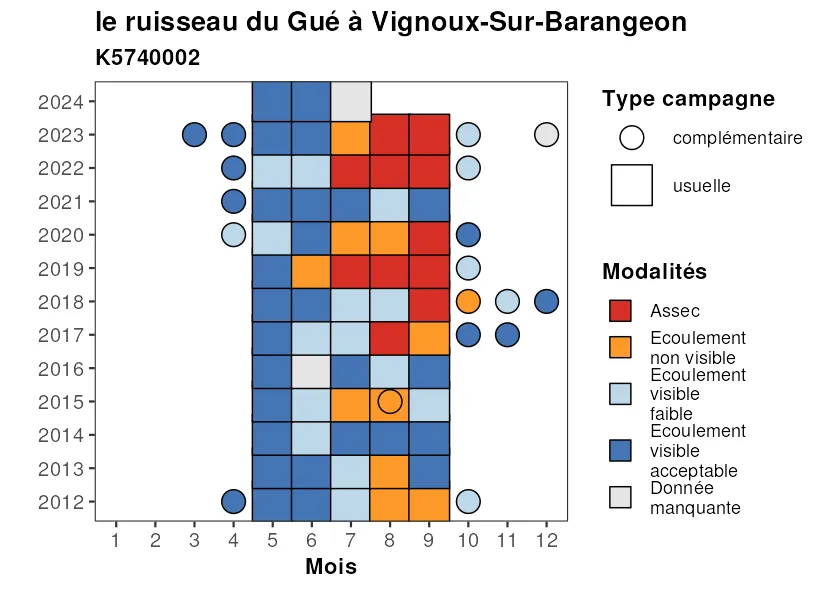 le ruisseau du Gué à Vignoux-Sur-Barangeon
K5740002
2024
2023
2022
2021
2020
2019
2018
2017
2016
2015
2014
2013
2012
1 2 3 4 5 6 7 8 9 10 11 12
Mois
Type campagne
complémentaire
usuelle
Modalités
Assec
Ecoulement
non visible
Ecoulement
visible
faible
Ecoulement
visible
acceptable
Donnée
manquante